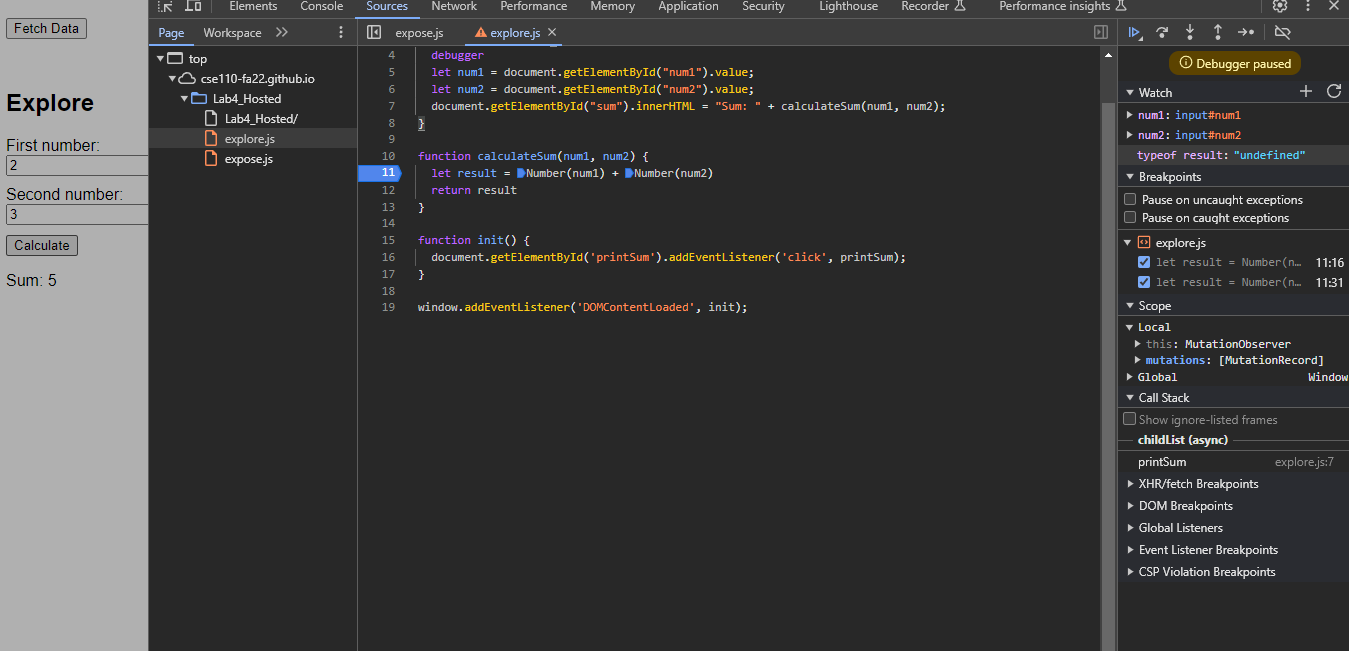 Elements Console Sources Network Performance Memory Application Security Lighthouse Recorder Performance insights
Fetch Data
Page Workspace
expose.js explore.js
Explore
First number:
2
Second number:
3
Calculate
Sum: 5
top
cse110-fa22.github.io
Lab4_Hosted
Lab4_Hosted/
explore.js
expose.js
4 debugger
5 let num1 = document.getElementById("num1").value;
6 let num2 = document.getElementById("num2").value;
7 document.getElementById("sum").innerHTML = "Sum: " + calculateSum(num1, num2);
8 }
9
10 function calculateSum(num1, num2) {
11 let result = Number(num1) + Number(num2)
12 return result
13 }
14
15 function init() {
16 document.getElementById('printSum').addEventListener('click', printSum);
17 }
18
19 window.addEventListener('DOMContentLoaded', init);
Debugger paused
Watch
num1: input#num1
num2: input#num2
typeof result: "undefined"
Breakpoints
Pause on uncaught exceptions
Pause on caught exceptions
explore.js
let result = Number(n… 11:16
let result = Number(n… 11:31
Scope
Local
this: MutationObserver
mutations: [MutationRecord]
Global Window
Call Stack
Show ignore-listed frames
childList (async)
printSum explore.js:7
XHR/fetch Breakpoints
DOM Breakpoints
Global Listeners
Event Listener Breakpoints
CSP Violation Breakpoints